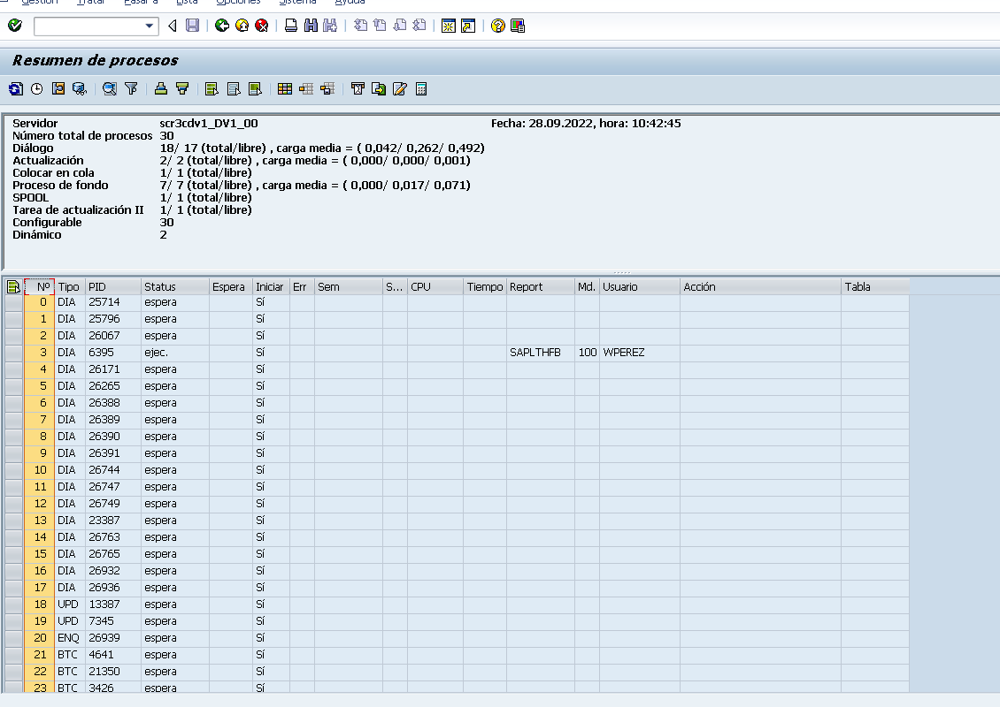 Gestión Tratar Pasar a Lista Opciones Sistema Ayuda
Resumen de procesos
Servidor scr3cdv1_DV1_00 Fecha: 28.09.2022, hora: 10:42:45
Número total de procesos 30
Diálogo 18/ 17 (total/libre) , carga media = ( 0,042/ 0,262/ 0,492)
Actualización 2/ 2 (total/libre) , carga media = ( 0,000/ 0,000/ 0,001)
Colocar en cola 1/ 1 (total/libre)
Proceso de fondo 7/ 7 (total/libre) , carga media = ( 0,000/ 0,017/ 0,071)
SPOOL 1/ 1 (total/libre)
Tarea de actualización II 1/ 1 (total/libre)
Configurable 30
Dinámico 2
Nº Tipo PID Status Espera Iniciar Err Sem S... CPU Tiempo Report Md. Usuario Acción Tabla
0 DIA 25714 espera Sí
1 DIA 25796 espera Sí
2 DIA 26067 espera Sí
3 DIA 6395 ejec. Sí SAPLTHFB 100 WPEREZ
4 DIA 26171 espera Sí
5 DIA 26265 espera Sí
6 DIA 26388 espera Sí
7 DIA 26389 espera Sí
8 DIA 26390 espera Sí
9 DIA 26391 espera Sí
10 DIA 26744 espera Sí
11 DIA 26747 espera Sí
12 DIA 26749 espera Sí
13 DIA 23387 espera Sí
14 DIA 26763 espera Sí
15 DIA 26765 espera Sí
16 DIA 26932 espera Sí
17 DIA 26936 espera Sí
18 UPD 13387 espera Sí
19 UPD 7345 espera Sí
20 ENQ 26939 espera Sí
21 BTC 4641 espera Sí
22 BTC 21350 espera Sí
23 BTC 3426 espera Sí